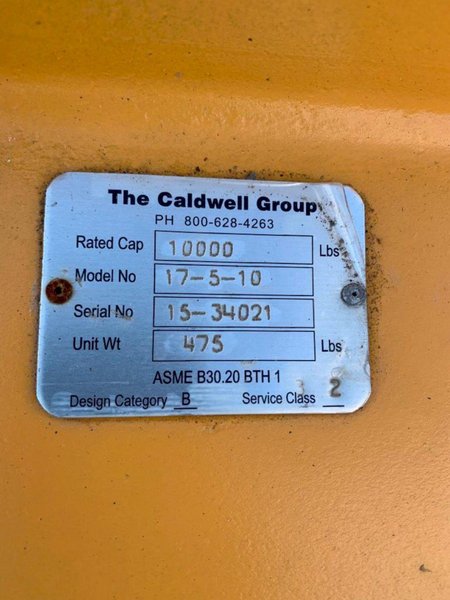 The Caldwell Group
PH 800-628-4263
Rated Cap 10000 Lbs
Model No 17-5-10
Serial No 15-34021
Unit Wt 475 Lbs
ASME B30.20 BTH 1
Design Category B Service Class 2